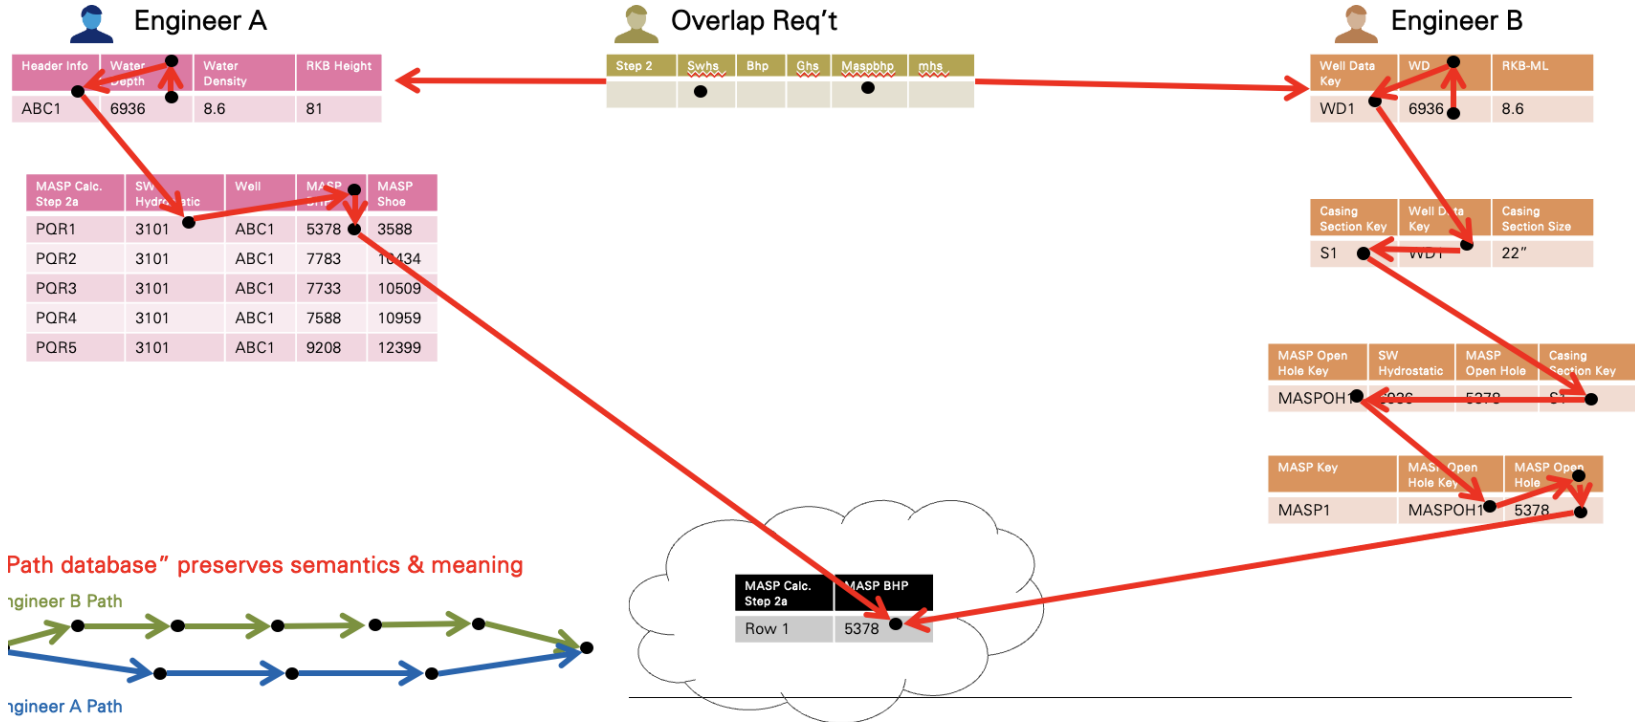 Engineer A
Overlap Req't
Engineer B
Header Info
Water
Depth
Water
Density
RKB Height
ABC1
6936
8.6
81
Step 2
Swhs
Bhp
Ghs
Maspbhp
mhs
Well Data
Key
WD
RKB-ML
WD1
6936
8.6
MASP Calc.
Step 2a
SW
Hydrostatic
Well
MASP
BHP
MASP
Shoe
PQR1
3101
ABC1
5378
3588
PQR2
3101
ABC1
7783
10434
PQR3
3101
ABC1
7733
10509
PQR4
3101
ABC1
7588
10959
PQR5
3101
ABC1
9208
12399
Casing
Section Key
Well Data
Key
Casing
Section Size
S1
WD1
22"
MASP Open
Hole Key
SW
Hydrostatic
MASP
Open Hole
Casing
Section Key
MASPOH1
6936
5378
S1
MASP Key
MASP Open
Hole Key
MASP Open
Hole
MASP1
MASPOH1
5378
Path database" preserves semantics & meaning
ngineer B Path
ngineer A Path
MASP Calc.
Step 2a
MASP BHP
Row 1
5378